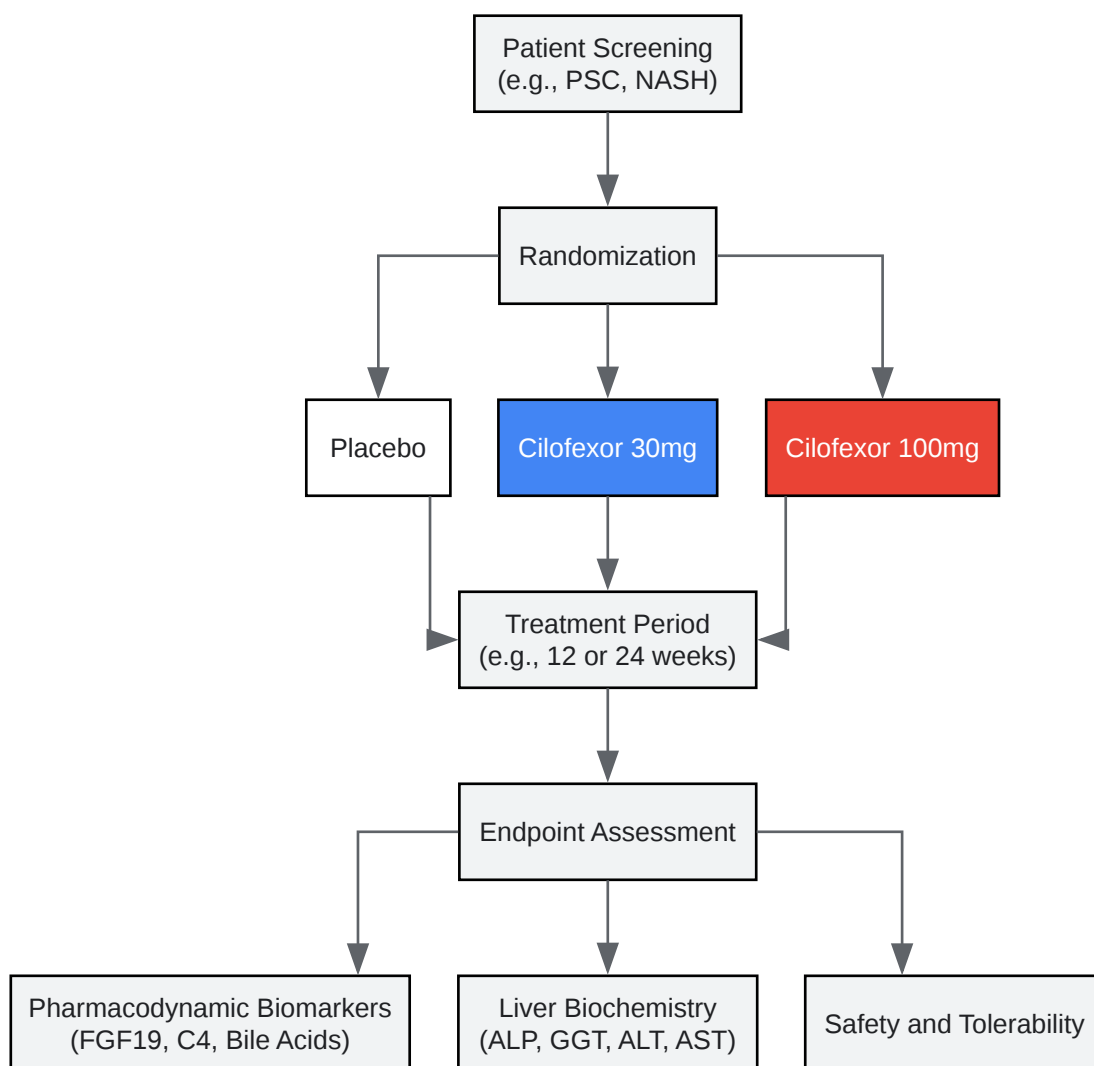 Patient Screening
(e.g., PSC, NASH)
Randomization
Placebo
Cilofexor 30mg
Cilofexor 100mg
Treatment Period
(e.g., 12 or 24 weeks)
Endpoint Assessment
Pharmacodynamic Biomarkers
(FGF19, C4, Bile Acids)
Liver Biochemistry
(ALP, GGT, ALT, AST)
Safety and Tolerability